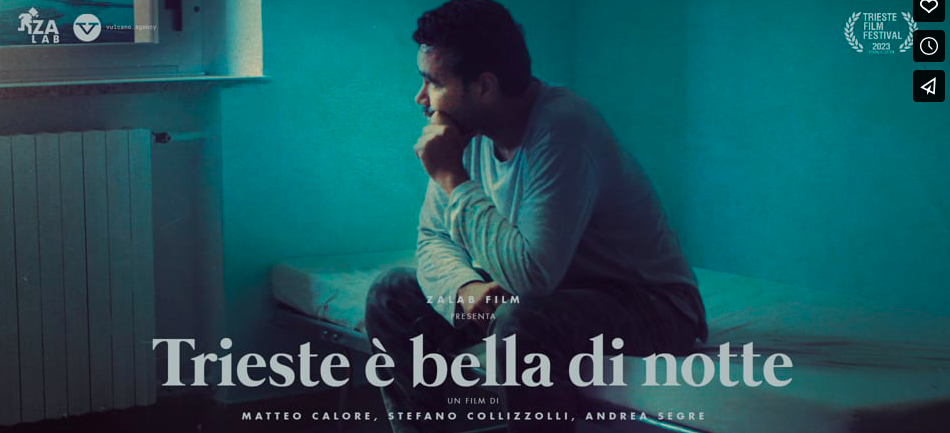 ZA
LAB
vulcano.agency
TRIESTE
FILM
FESTIVAL
2023
ZALAB FILM
PRESENTA
Trieste è bella di notte
UN FILM DI
MATTEO CALORE, STEFANO COLLIZZOLLI, ANDREA SEGRE